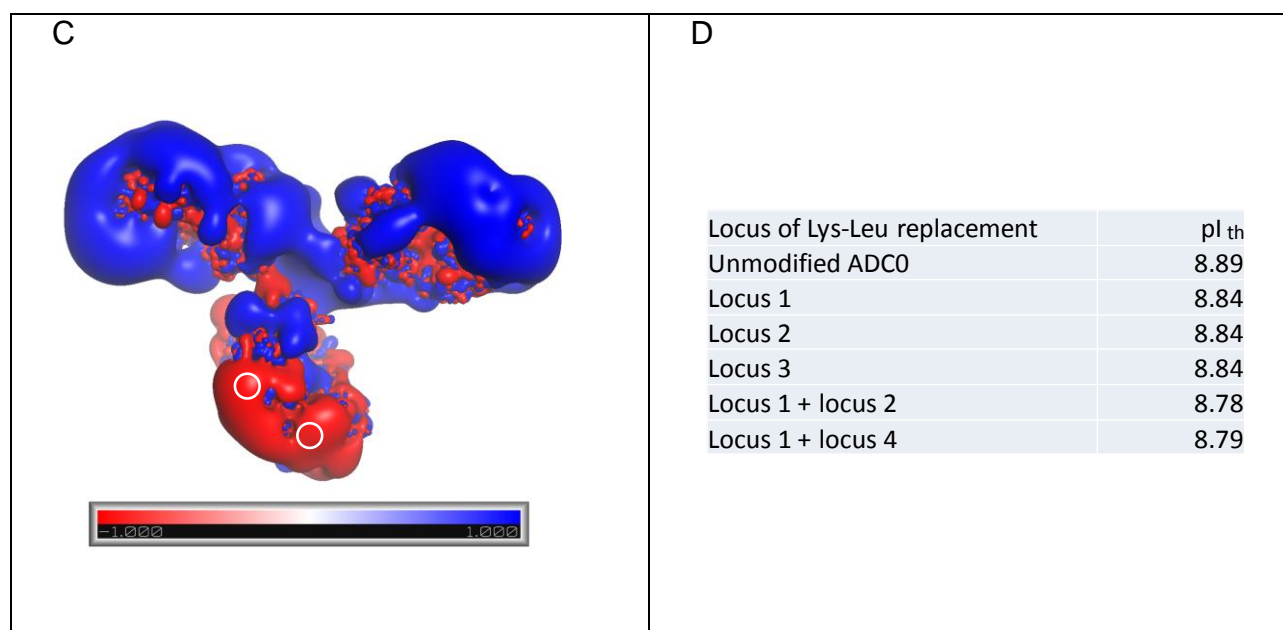 C
D
-1.000 1.000
Locus of Lys-Leu replacement pI th
Unmodified ADC0 8.89
Locus 1 8.84
Locus 2 8.84
Locus 3 8.84
Locus 1 + locus 2 8.78
Locus 1 + locus 4 8.79